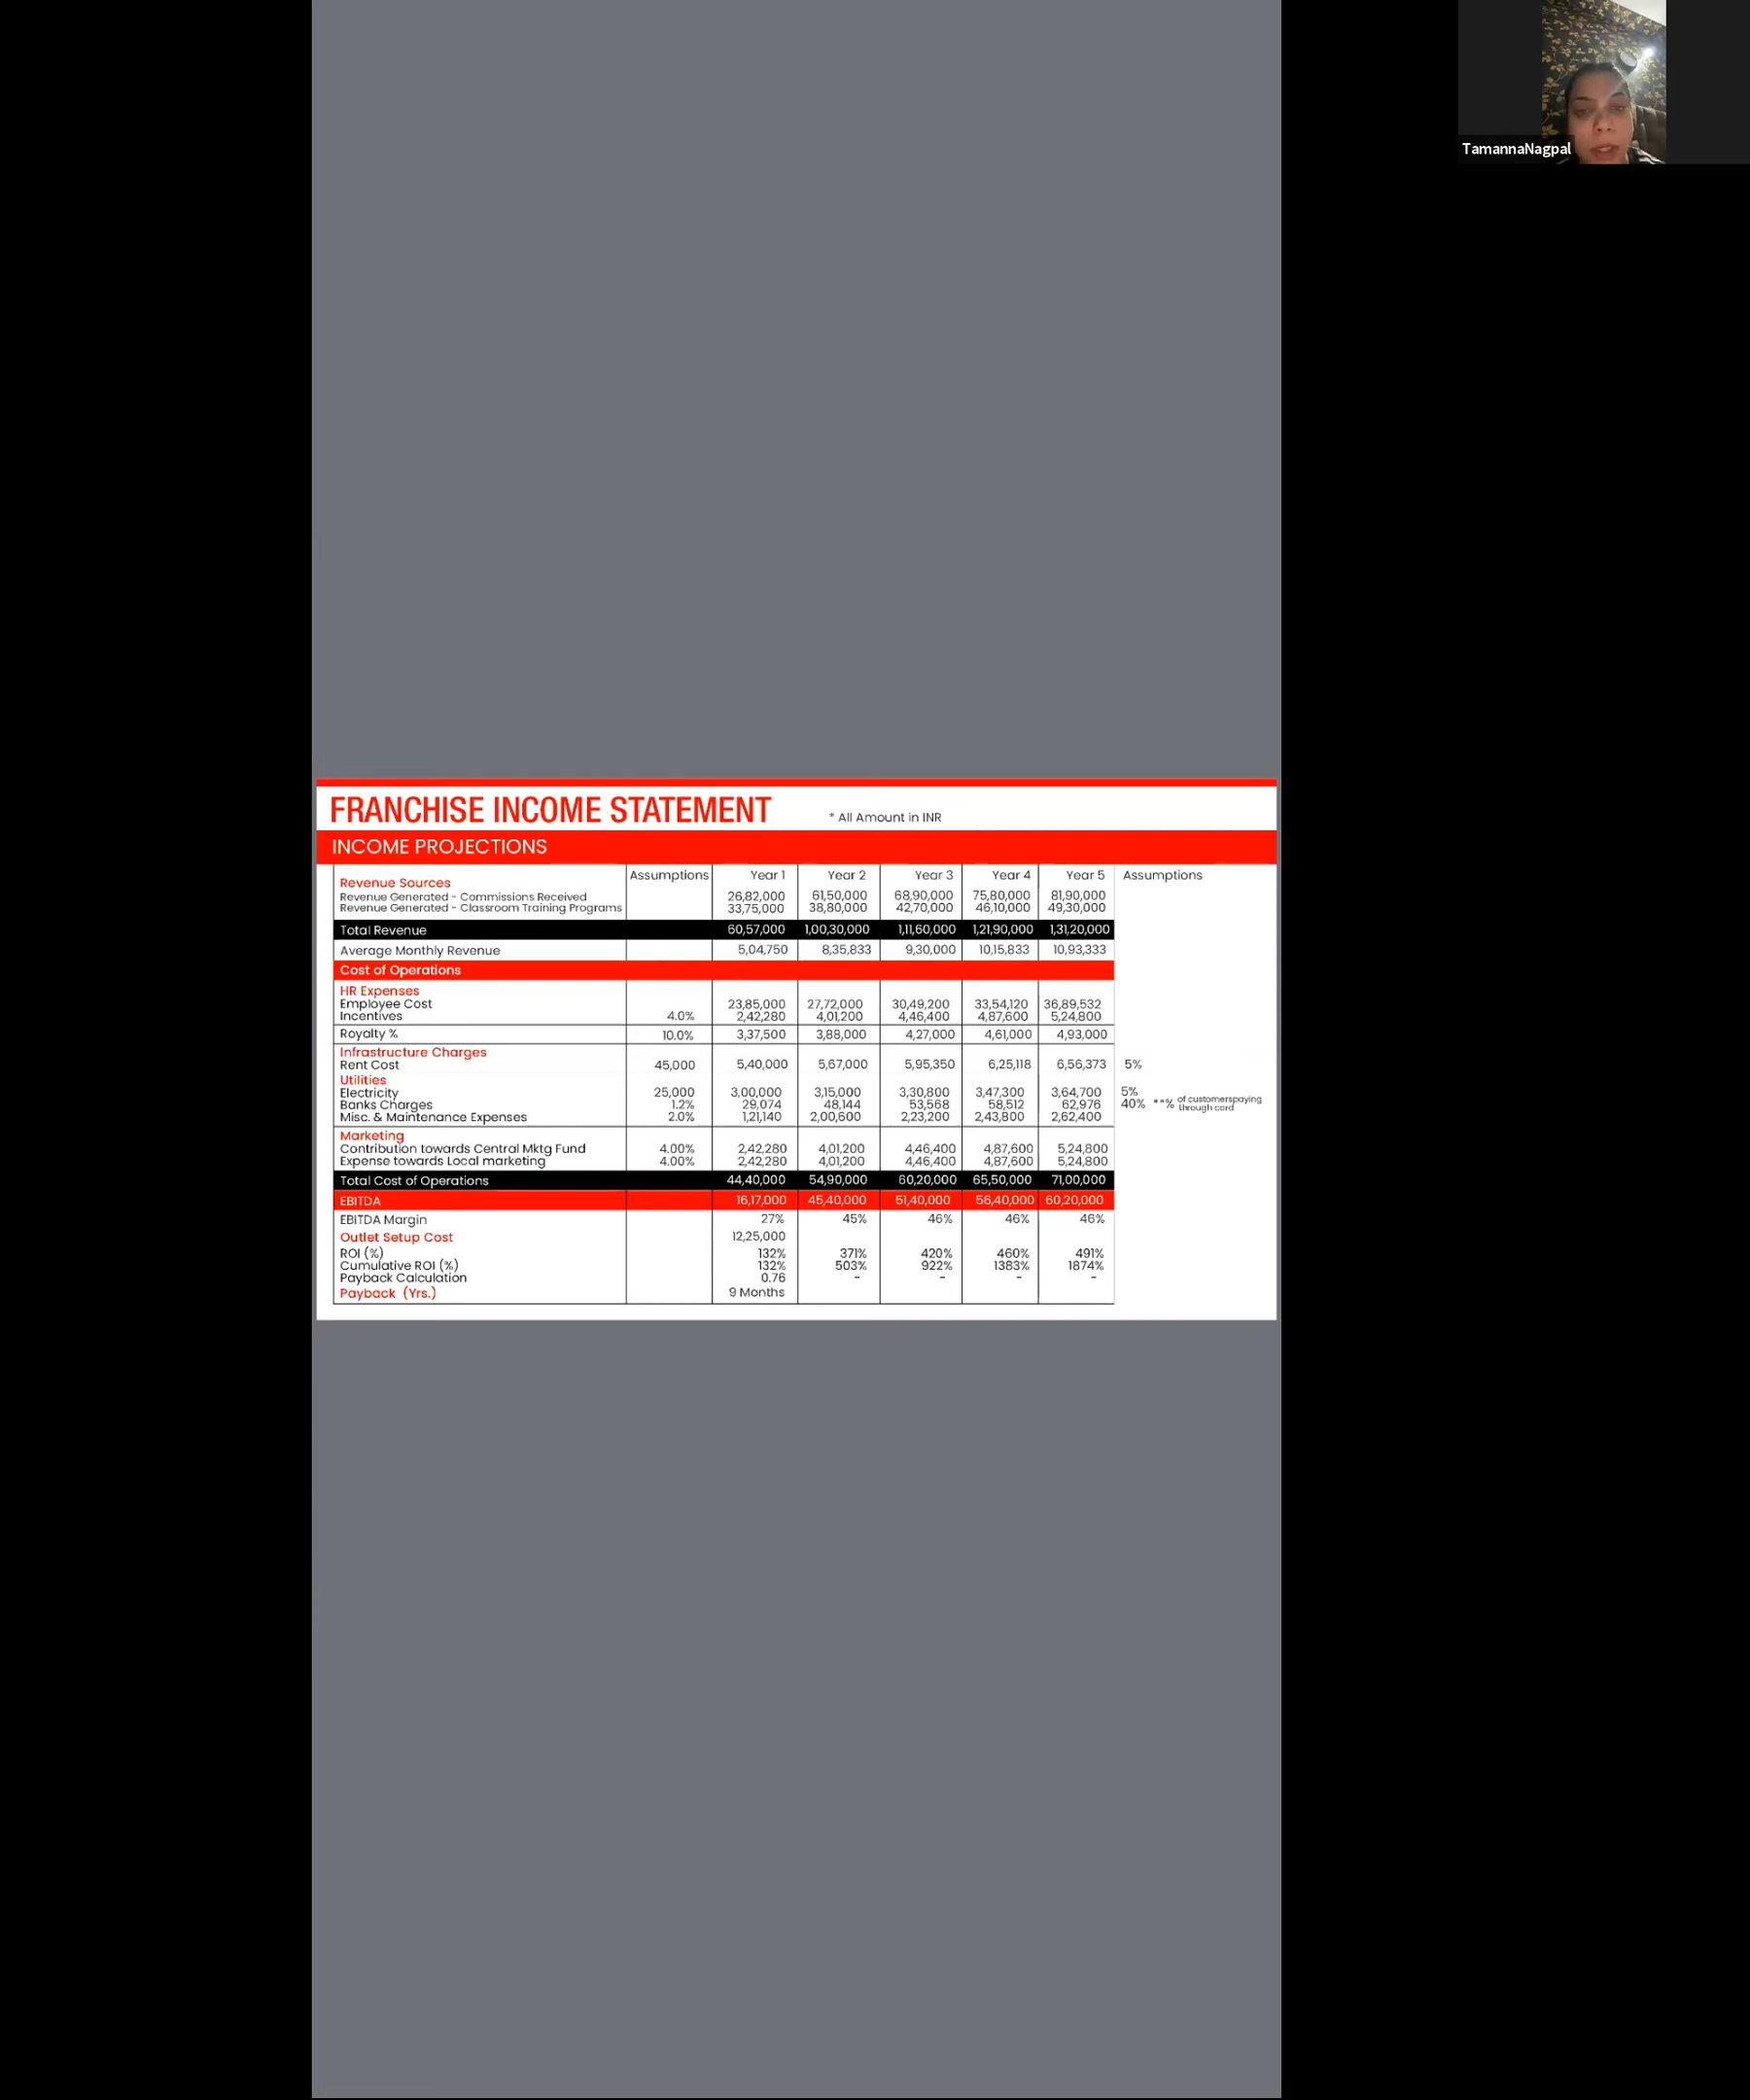 TamannaNagpal
FRANCHISE INCOME STATEMENT * All Amount in INR
INCOME PROJECTIONS
Assumptions Year 1 Year 2 Year 3 Year 4 Year 5 Assumptions
Revenue Sources
Revenue Generated - Commissions Received 26,82,000 61,50,000 68,90,000 75,80,000 81,90,000
Revenue Generated - Classroom Training Programs 33,75,000 38,80,000 42,70,000 46,10,000 49,30,000
Total Revenue 60,57,000 1,00,30,000 1,11,60,000 1,21,90,000 1,31,20,000
Average Monthly Revenue 5,04,750 8,35,833 9,30,000 10,15,833 10,93,333
Cost of Operations
HR Expenses
Employee Cost 23,85,000 27,72,000 30,49,200 33,54,120 36,89,532
Incentives 4.0% 2,42,280 4,01,200 4,46,400 4,87,600 5,24,800
Royalty % 10.0% 3,37,500 3,88,000 4,27,000 4,61,000 4,93,000
Infrastructure Charges
Rent Cost 45,000 5,40,000 5,67,000 5,95,350 6,25,118 6,56,373 5%
Utilities
Electricity 25,000 3,00,000 3,15,000 3,30,800 3,47,300 3,64,700 5%
Banks Charges 1.2% 29,074 48,144 53,568 58,512 62,976 40% **% of customerspaying through card
Misc. & Maintenance Expenses 2.0% 1,21,140 2,00,600 2,23,200 2,43,800 2,62,400
Marketing
Contribution towards Central Mktg Fund 4.00% 2,42,280 4,01,200 4,46,400 4,87,600 5,24,800
Expense towards Local marketing 4.00% 2,42,280 4,01,200 4,46,400 4,87,600 5,24,800
Total Cost of Operations 44,40,000 54,90,000 60,20,000 65,50,000 71,00,000
EBITDA 16,17,000 45,40,000 51,40,000 56,40,000 60,20,000
EBITDA Margin 27% 45% 46% 46% 46%
Outlet Setup Cost 12,25,000
ROI (%) 132% 371% 420% 460% 491%
Cumulative ROI (%) 132% 503% 922% 1383% 1874%
Payback Calculation 0.76 - - - -
Payback (Yrs.) 9 Months